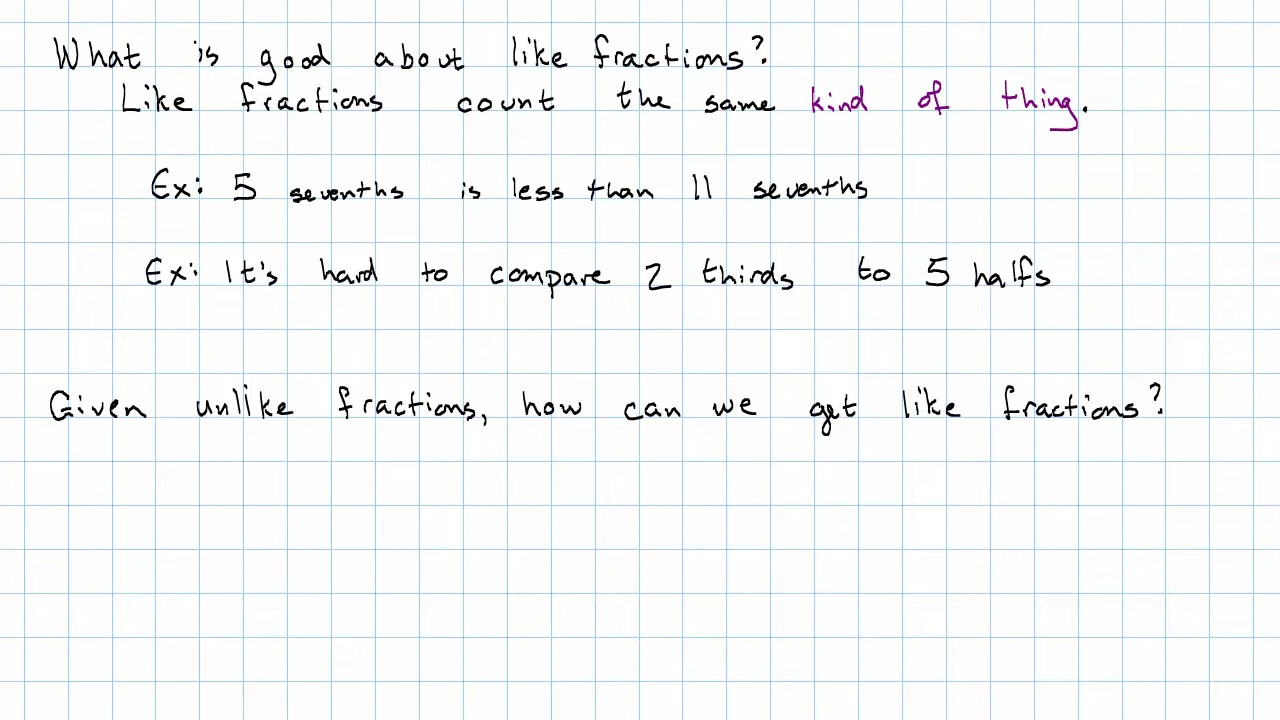 What is good about like fractions?
Like fractions count the same kind of thing.
Ex: 5 sevenths is less than 11 sevenths
Ex: It's hard to compare 2 thirds to 5 halfs
Given unlike fractions, how can we get like fractions?